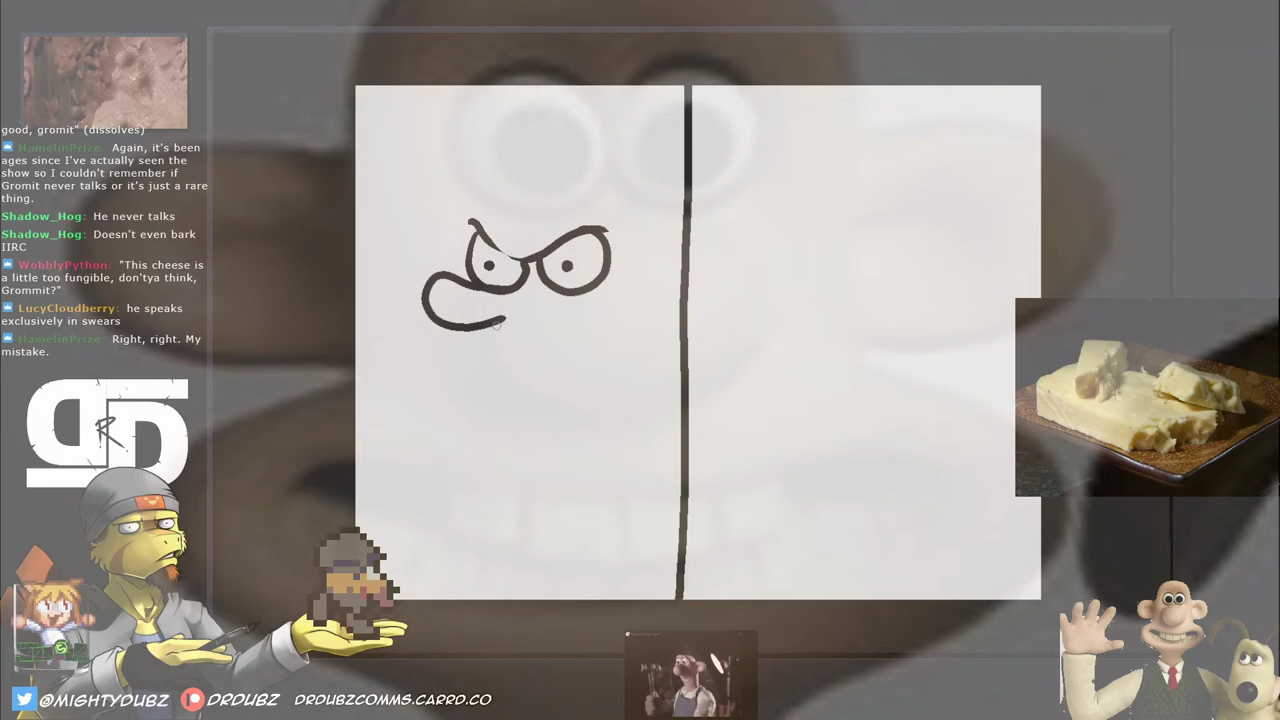 good, gromit" (dissolves)
HamelinPrize: Again, it's been
ages since I've actually seen the
show so I couldn't remember if
Gromit never talks or it's just a rare
thing.
Shadow_Hog: He never talks
Shadow_Hog: Doesn't even bark
IIRC
WobblyPython: "This cheese is
a little too fungible, don'tya think,
Grommit?"
LucyCloudberry: he speaks
exclusively in swears
HamelinPrize: Right, right. My
mistake.
DRD
@MIGHTYDUBZ DRDUBZ DRDUBZCOMMS.CARRD.CO